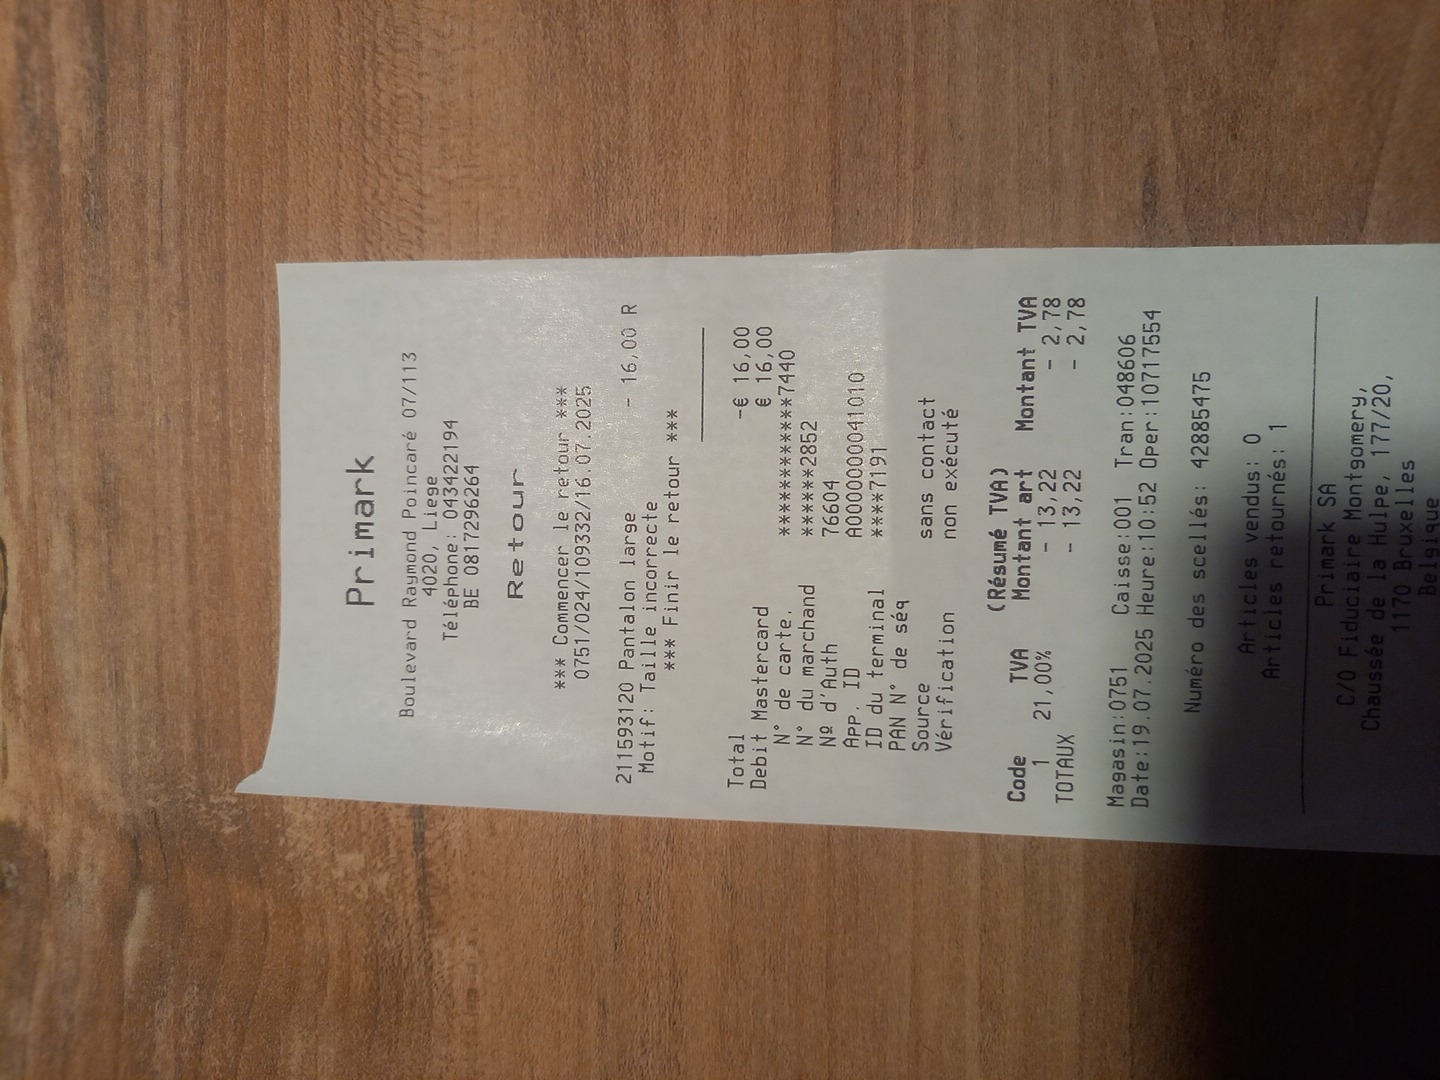 Primark
Boulevard Raymond Poincaré 07/113
4020, Liege
Téléphone: 043422194
BE 0817296264
Retour
*** Commencer le retour ***
0751/024/109332/16.07.2025
211593120 Pantalon large - 16,00 R
Motif: Taille incorrecte
*** Finir le retour ***
Total -€ 16,00
Debit Mastercard € 16,00
N° de carte. ************7440
N° du marchand ******2852
Nº d'Auth 76604
APP. ID A0000000041010
ID du terminal ****7191
PAN N° de séq
Source sans contact
Vérification non exécuté
(Résumé TVA)
Code TVA Montant art Montant TVA
1 21,00% - 13,22 - 2,78
TOTAUX - 13,22 - 2,78
Magasin:0751 Caisse:001 Tran:048606
Date:19.07.2025 Heure:10:52 Oper:10717554
Numéro des scellés: 42885475
Articles vendus: 0
Articles retournés: 1
Primark SA
C/O Fiduciaire Montgomery,
Chaussée de la Hulpe, 177/20,
1170 Bruxelles
Belgique